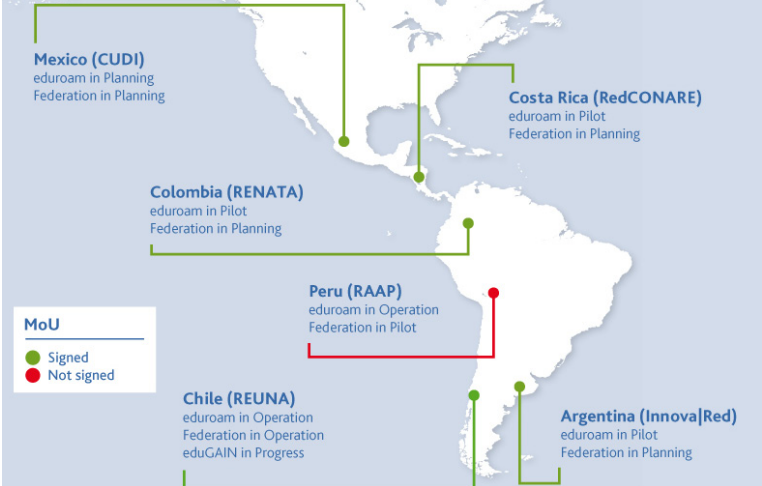 Mexico (CUDI)
eduroam in Planning
Federation in Planning
Costa Rica (RedCONARE)
eduroam in Pilot
Federation in Planning
Colombia (RENATA)
eduroam in Pilot
Federation in Planning
Peru (RAAP)
eduroam in Operation
Federation in Pilot
MoU
Signed
Not signed
Chile (REUNA)
eduroam in Operation
Federation in Operation
eduGAIN in Progress
Argentina (Innova|Red)
eduroam in Pilot
Federation in Planning